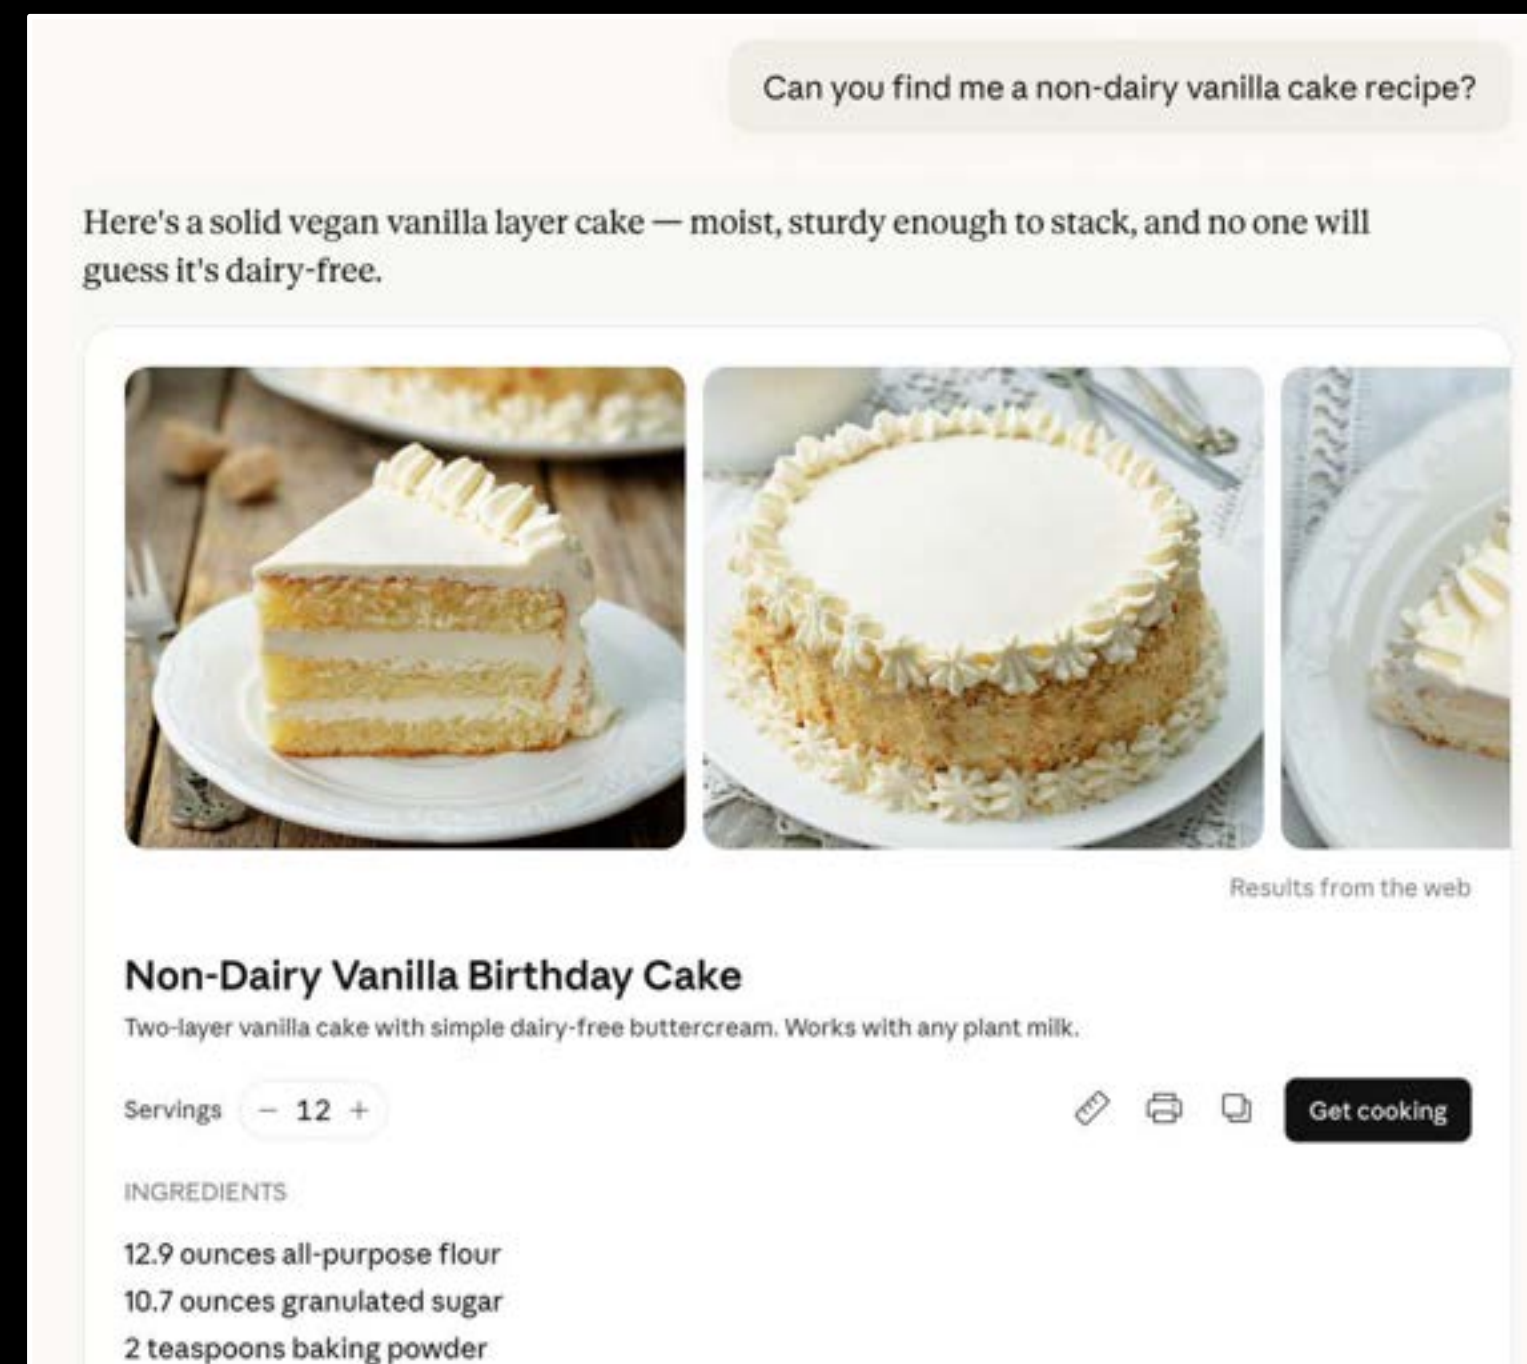 Can you find me a non-dairy vanilla cake recipe?
Here's a solid vegan vanilla layer cake — moist, sturdy enough to stack, and no one will
guess it's dairy-free.
Results from the web
Non-Dairy Vanilla Birthday Cake
Two-layer vanilla cake with simple dairy-free buttercream. Works with any plant milk.
Servings − 12 + Get cooking
INGREDIENTS
12.9 ounces all-purpose flour
10.7 ounces granulated sugar
2 teaspoons baking powder